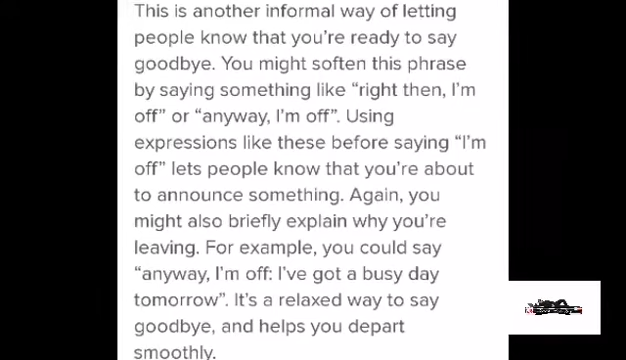 This is another informal way of letting
people know that you’re ready to say
goodbye. You might soften this phrase
by saying something like “right then, I’m
off” or “anyway, I’m off”. Using
expressions like these before saying “I’m
off” lets people know that you’re about
to announce something. Again, you
might also briefly explain why you’re
leaving. For example, you could say
“anyway, I’m off: I’ve got a busy day
tomorrow”. It’s a relaxed way to say
goodbye, and helps you depart
smoothly.